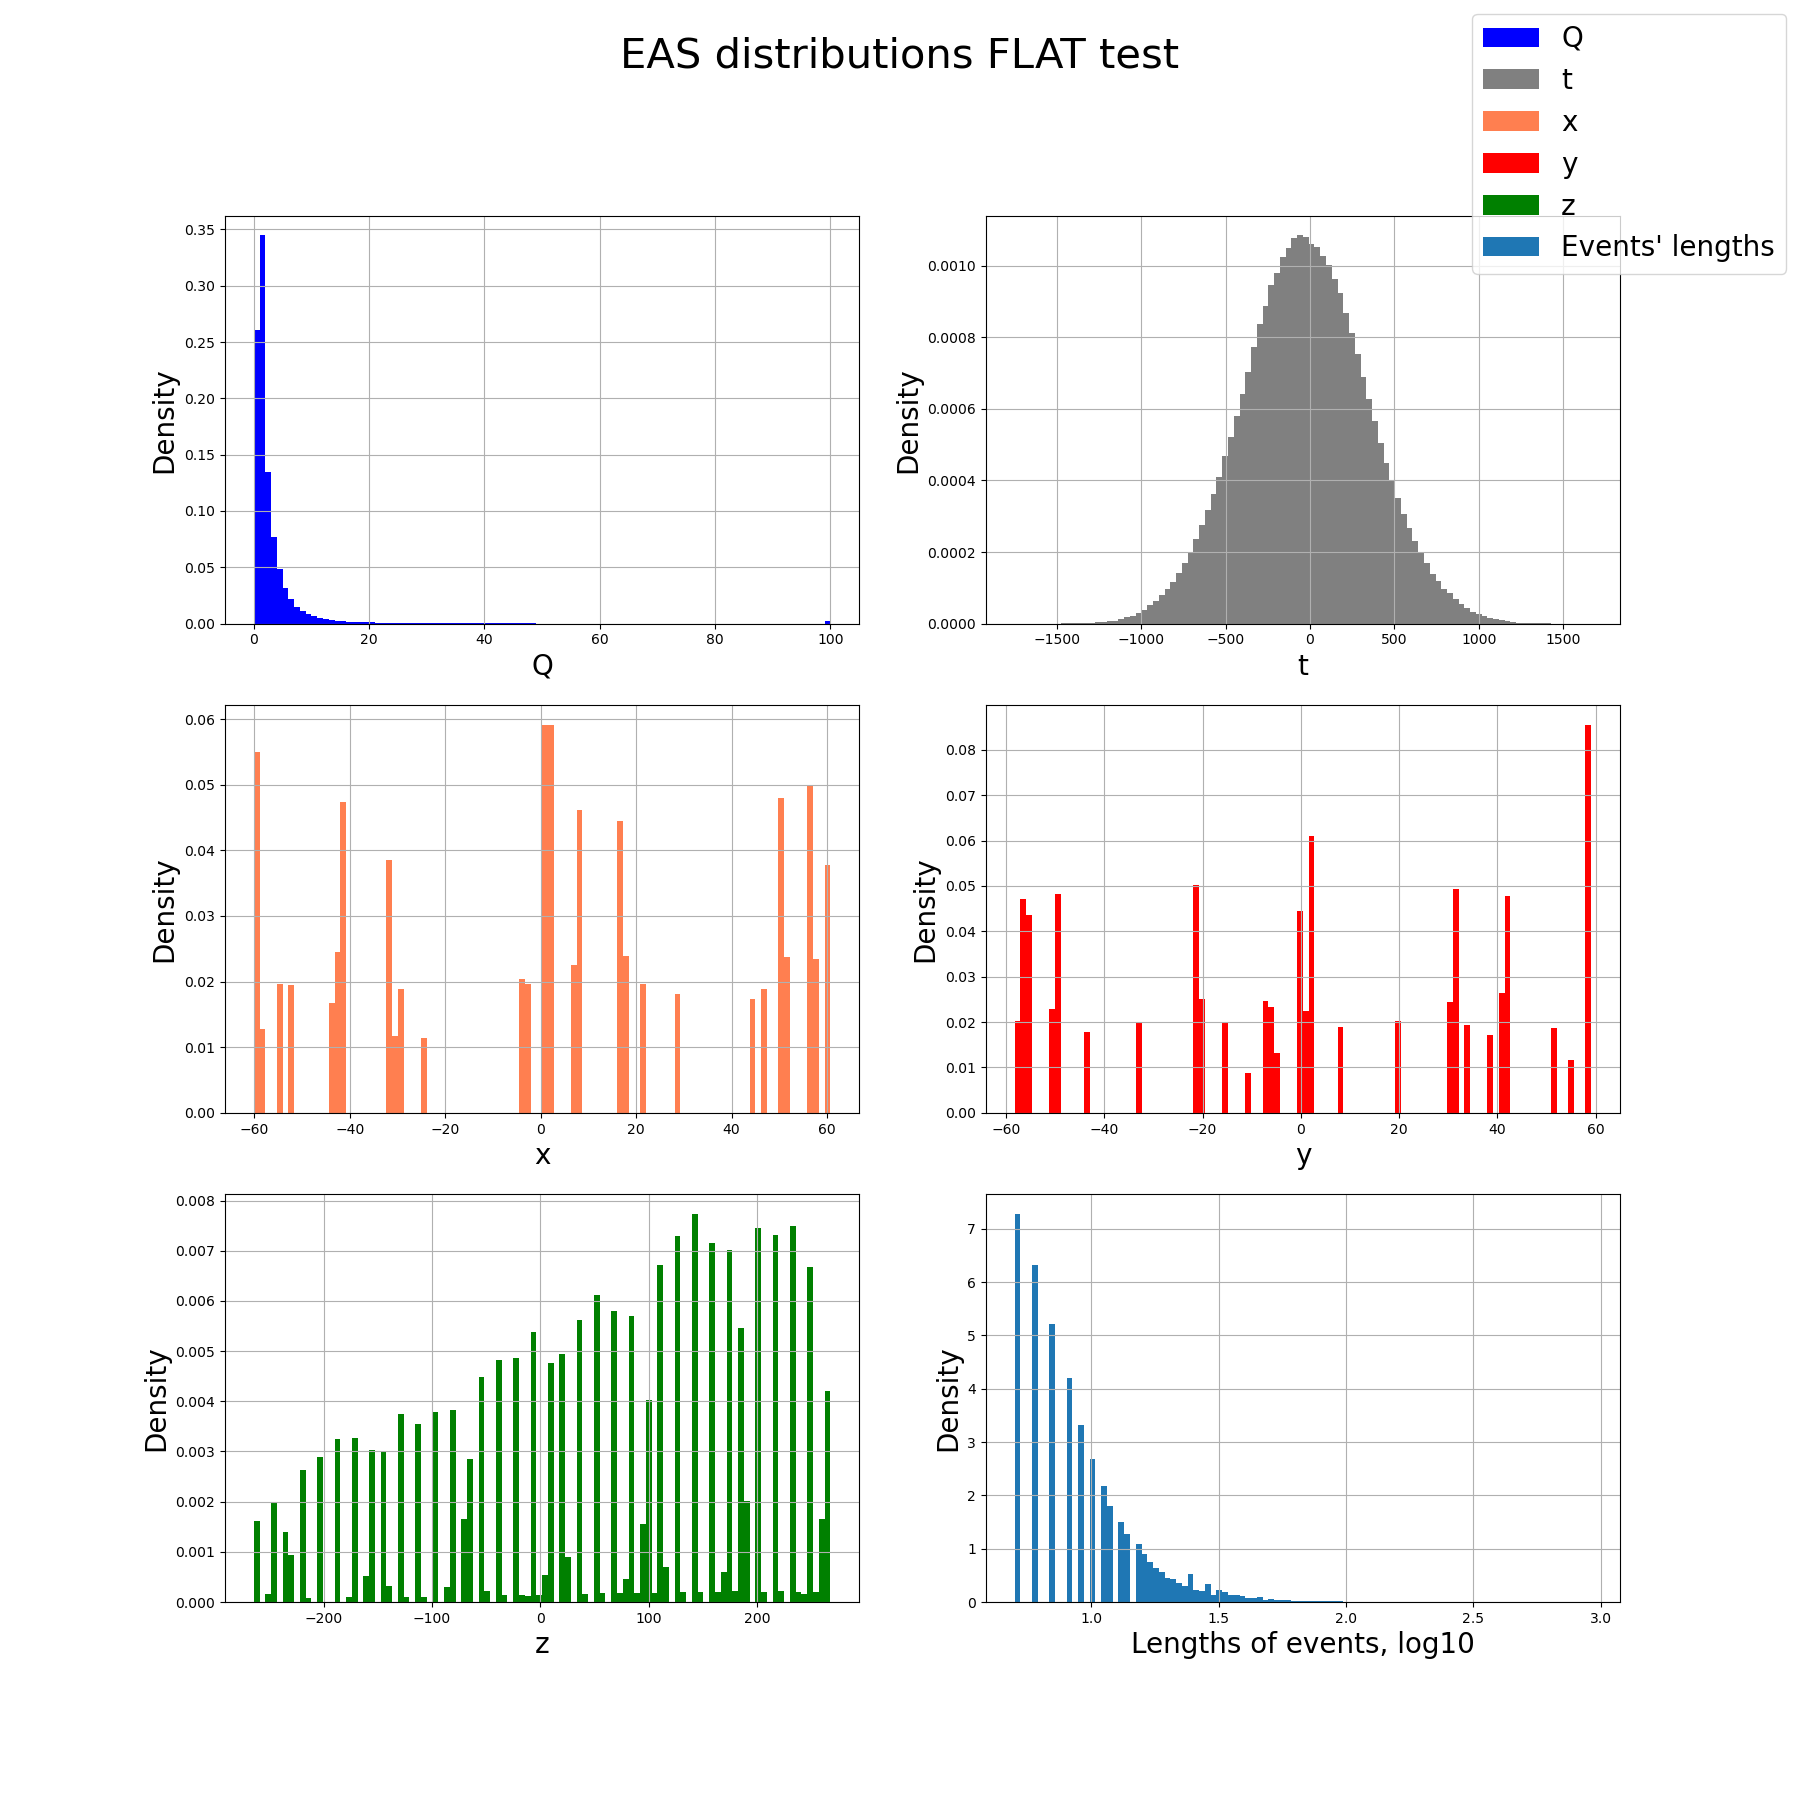 EAS distributions FLAT test
Q
t
x
y
z
Events' lengths
0.35
0.30
0.25
0.20
0.15
0.10
0.05
0.00
Density
0 20 40 60 80 100
Q
0.0010
0.0008
0.0006
0.0004
0.0002
0.0000
Density
−1500 −1000 −500 0 500 1000 1500
t
0.06
0.05
0.04
0.03
0.02
0.01
0.00
Density
−60 −40 −20 0 20 40 60
x
0.08
0.07
0.06
0.05
0.04
0.03
0.02
0.01
0.00
Density
−60 −40 −20 0 20 40 60
y
0.008
0.007
0.006
0.005
0.004
0.003
0.002
0.001
0.000
Density
−200 −100 0 100 200
z
7
6
5
4
3
2
1
0
Density
1.0 1.5 2.0 2.5 3.0
Lengths of events, log10